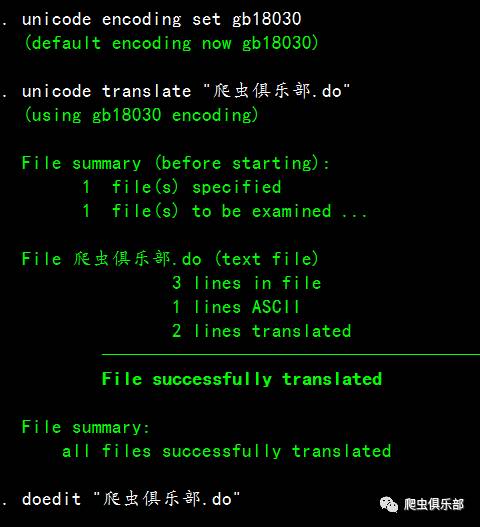 . unicode encoding set gb18030
(default encoding now gb18030)
. unicode translate "爬虫俱乐部.do"
(using gb18030 encoding)
File summary (before starting):
1 file(s) specified
1 file(s) to be examined ...
File 爬虫俱乐部.do (text file)
3 lines in file
1 lines ASCII
2 lines translated
File successfully translated
File summary:
all files successfully translated
. doedit "爬虫俱乐部.do"
爬虫俱乐部